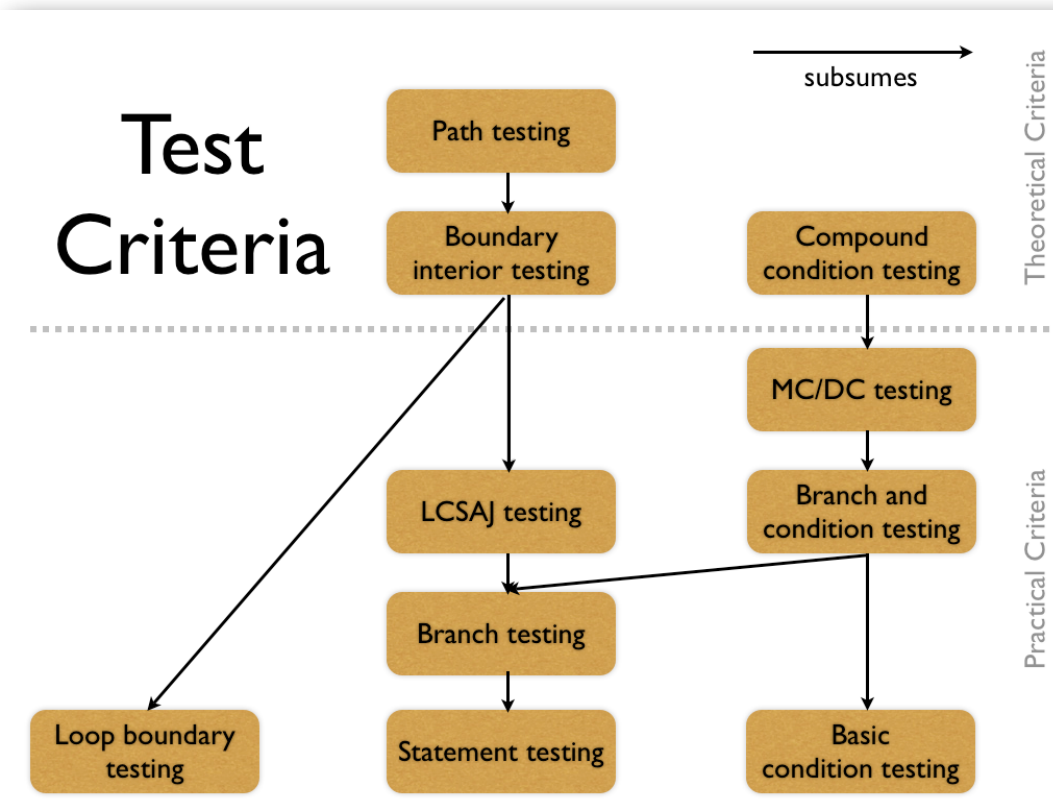 Test
Criteria
subsumes
Theoretical Criteria
Path testing
Boundary
interior testing
Compound
condition testing
MC/DC testing
LCSAJ testing
Branch and
condition testing
Practical Criteria
Branch testing
Loop boundary
testing
Statement testing
Basic
condition testing